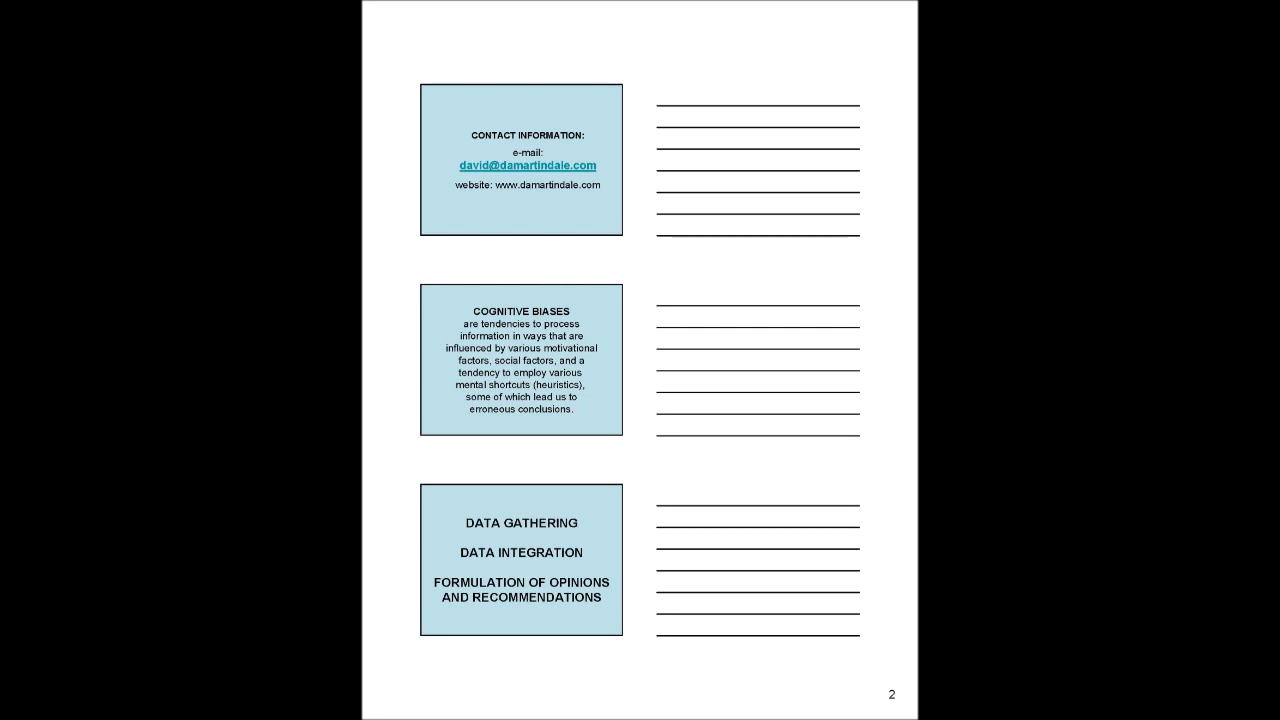 CONTACT INFORMATION:
e-mail:
david@damartindale.com
website: www.damartindale.com
COGNITIVE BIASES
are tendencies to process
information in ways that are
influenced by various motivational
factors, social factors, and a
tendency to employ various
mental shortcuts (heuristics),
some of which lead us to
erroneous conclusions.
DATA GATHERING
DATA INTEGRATION
FORMULATION OF OPINIONS
AND RECOMMENDATIONS
2